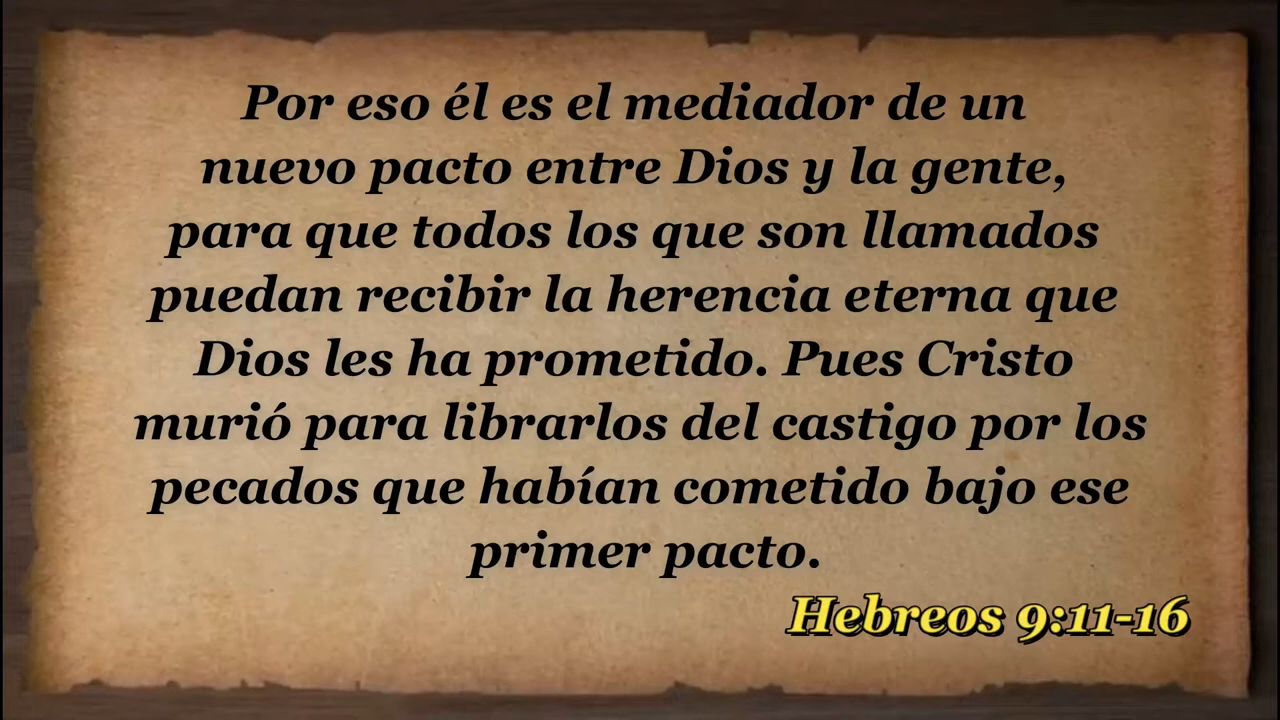 Por eso él es el mediador de un
nuevo pacto entre Dios y la gente,
para que todos los que son llamados
puedan recibir la herencia eterna que
Dios les ha prometido. Pues Cristo
murió para librarlos del castigo por los
pecados que habían cometido bajo ese
primer pacto.
Hebreos 9:11-16